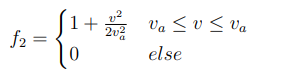 f_2 = \begin{cases} 1 + \frac{v^2}{2v_a^2} & v_a \leq v \leq v_a \\ 0 & else \end{cases}